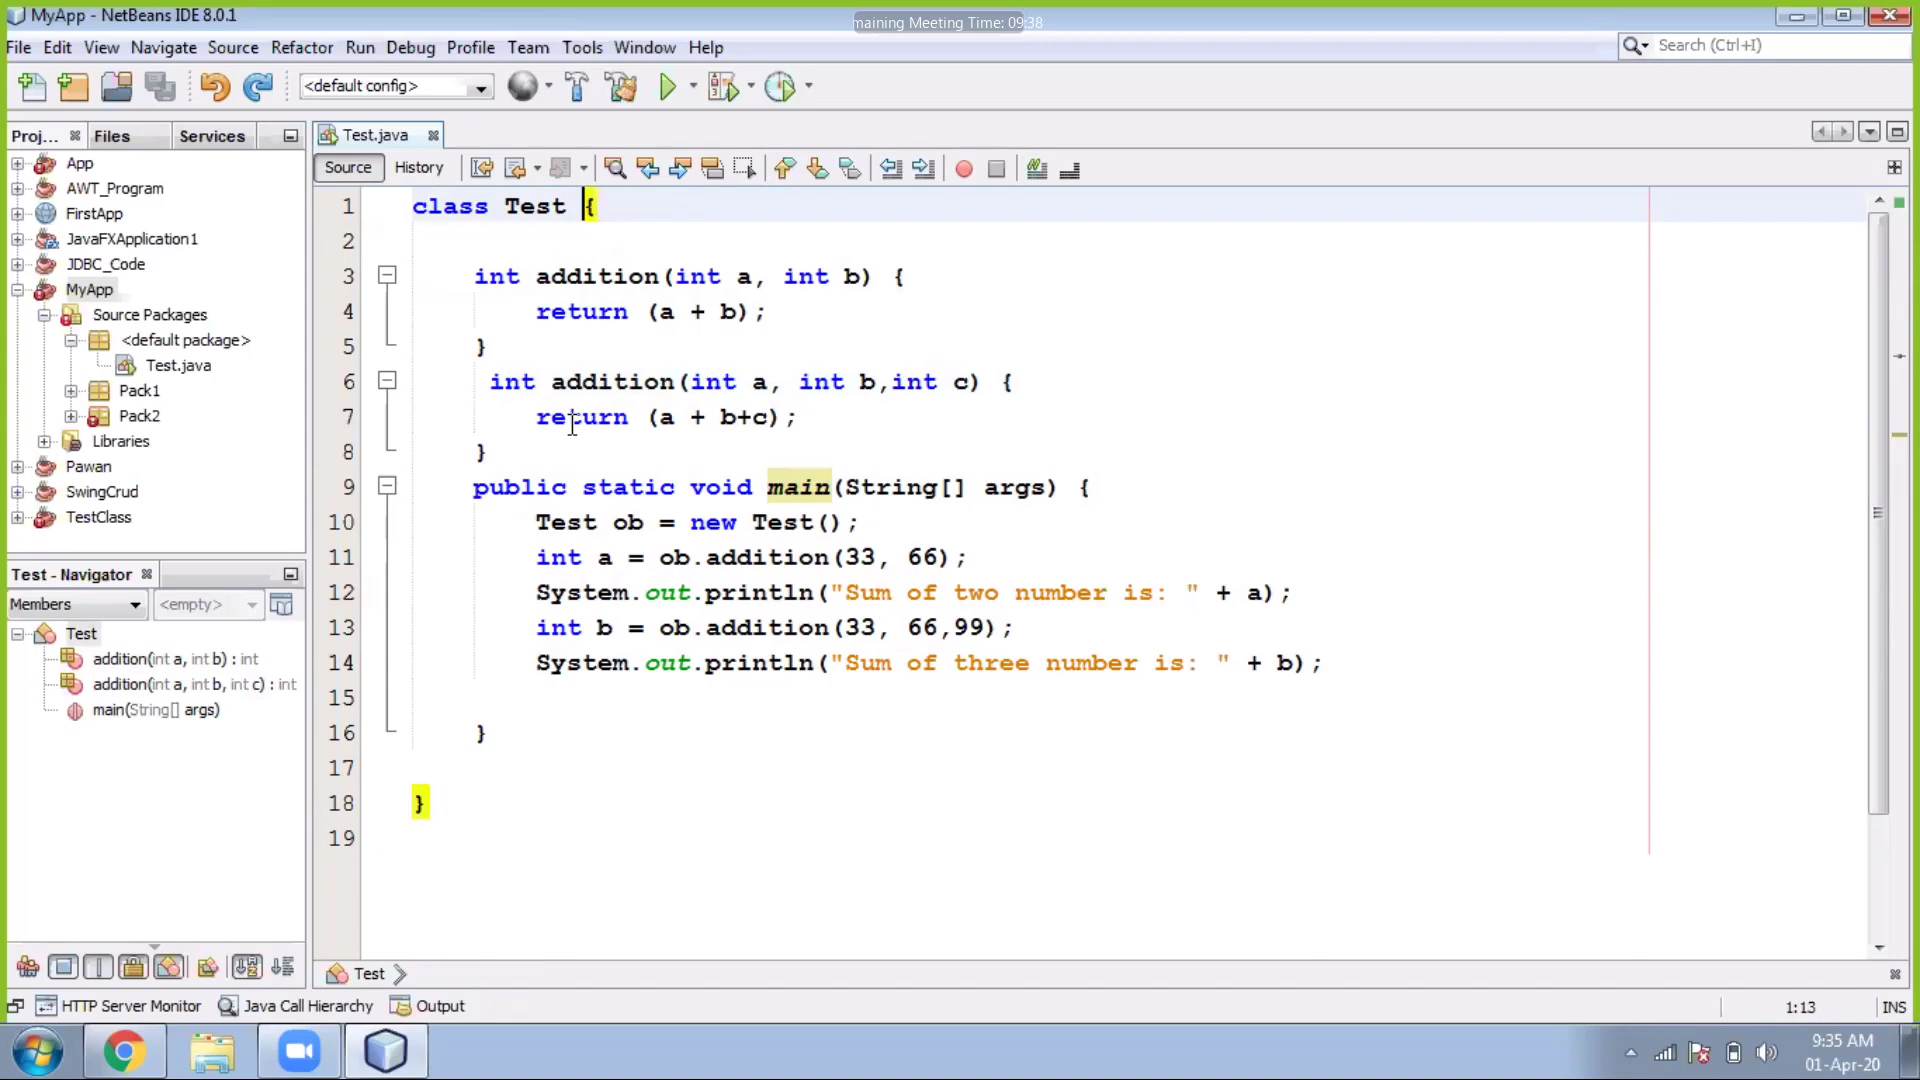 MyApp - NetBeans IDE 8.0.1
maining Meeting Time: 09:38
File Edit View Navigate Source Refactor Run Debug Profile Team Tools Window Help
Search (Ctrl+I)
<default config>
Proj... Files Services
Test.java
Source History
App
AWT_Program
FirstApp
JavaFXApplication1
JDBC_Code
MyApp
Source Packages
<default package>
Test.java
Pack1
Pack2
Libraries
Pawan
SwingCrud
TestClass
Test - Navigator
Members <empty>
Test
addition(int a, int b) : int
addition(int a, int b, int c) : int
main(String[] args)
1 class Test {
2
3 int addition(int a, int b) {
4 return (a + b);
5 }
6 int addition(int a, int b,int c) {
7 return (a + b+c);
8 }
9 public static void main(String[] args) {
10 Test ob = new Test();
11 int a = ob.addition(33, 66);
12 System.out.println("Sum of two number is: " + a);
13 int b = ob.addition(33, 66,99);
14 System.out.println("Sum of three number is: " + b);
15
16 }
17
18 }
19
Test
HTTP Server Monitor Java Call Hierarchy Output
1:13 INS
9:35 AM
01-Apr-20